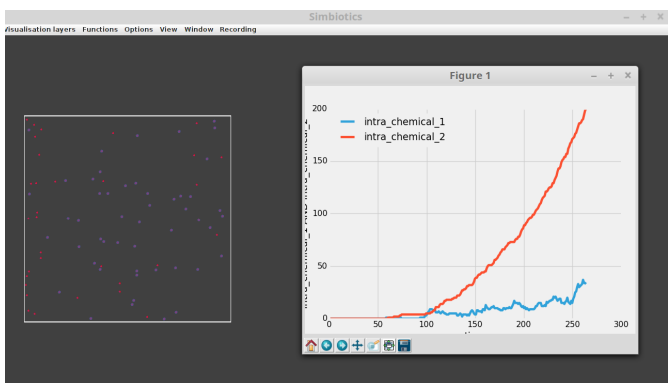 Simbiotics
Visualisation layers Functions Options View Window Recording
Figure 1
200
150
100
50
0
intra_chemical_1
intra_chemical_2
0 50 100 150 200 250 300